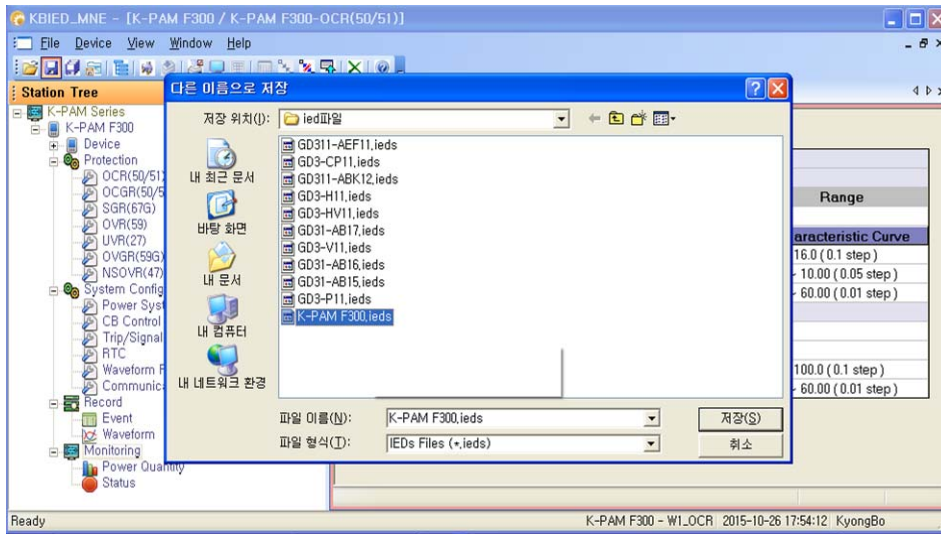 KBIED_MNE - [K-PAM F300 / K-PAM F300-OCR(50/51)]
File Device View Window Help
Station Tree
K-PAM Series
K-PAM F300
Device
Protection
OCR(50/51)
OCGR(50/5
SGR(67G)
OVR(59)
UVR(27)
OVGR(59G)
NSOVR(47)
System Config
Power Syst
CB Control
Trip/Signal
RTC
Waveform R
Communic
Record
Event
Waveform
Monitoring
Power Quantity
Status
다른 이름으로 저장
저장 위치(I):
ied파일
내 최근 문서
바탕 화면
내 문서
내 컴퓨터
내 네트워크 환경
GD311-AEF11.ieds
GD3-CP11.ieds
GD311-ABK12.ieds
GD3-H11.ieds
GD3-HV11.ieds
GD31-AB17.ieds
GD3-V11.ieds
GD31-AB16.ieds
GD31-AB15.ieds
GD3-P11.ieds
K-PAM F300.ieds
파일 이름(N):
K-PAM F300.ieds
저장(S)
파일 형식(T):
IEDs Files (*.ieds)
취소
Range
aracteristic Curve
16.0 ( 0.1 step )
- 10.00 ( 0.05 step )
- 60.00 ( 0.01 step )
100.0 ( 0.1 step )
- 60.00 ( 0.01 step )
Ready
K-PAM F300 - W1_OCR
2015-10-26 17:54:12
KyongBo